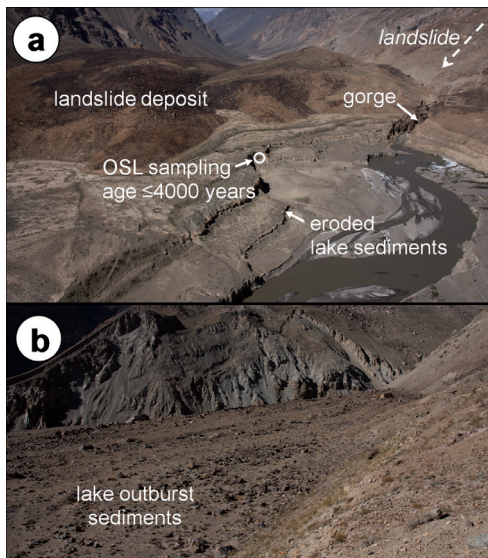 a
landslide
landslide deposit
gorge
OSL sampling
age ≤4000 years
eroded
lake sediments
b
lake outburst
sediments